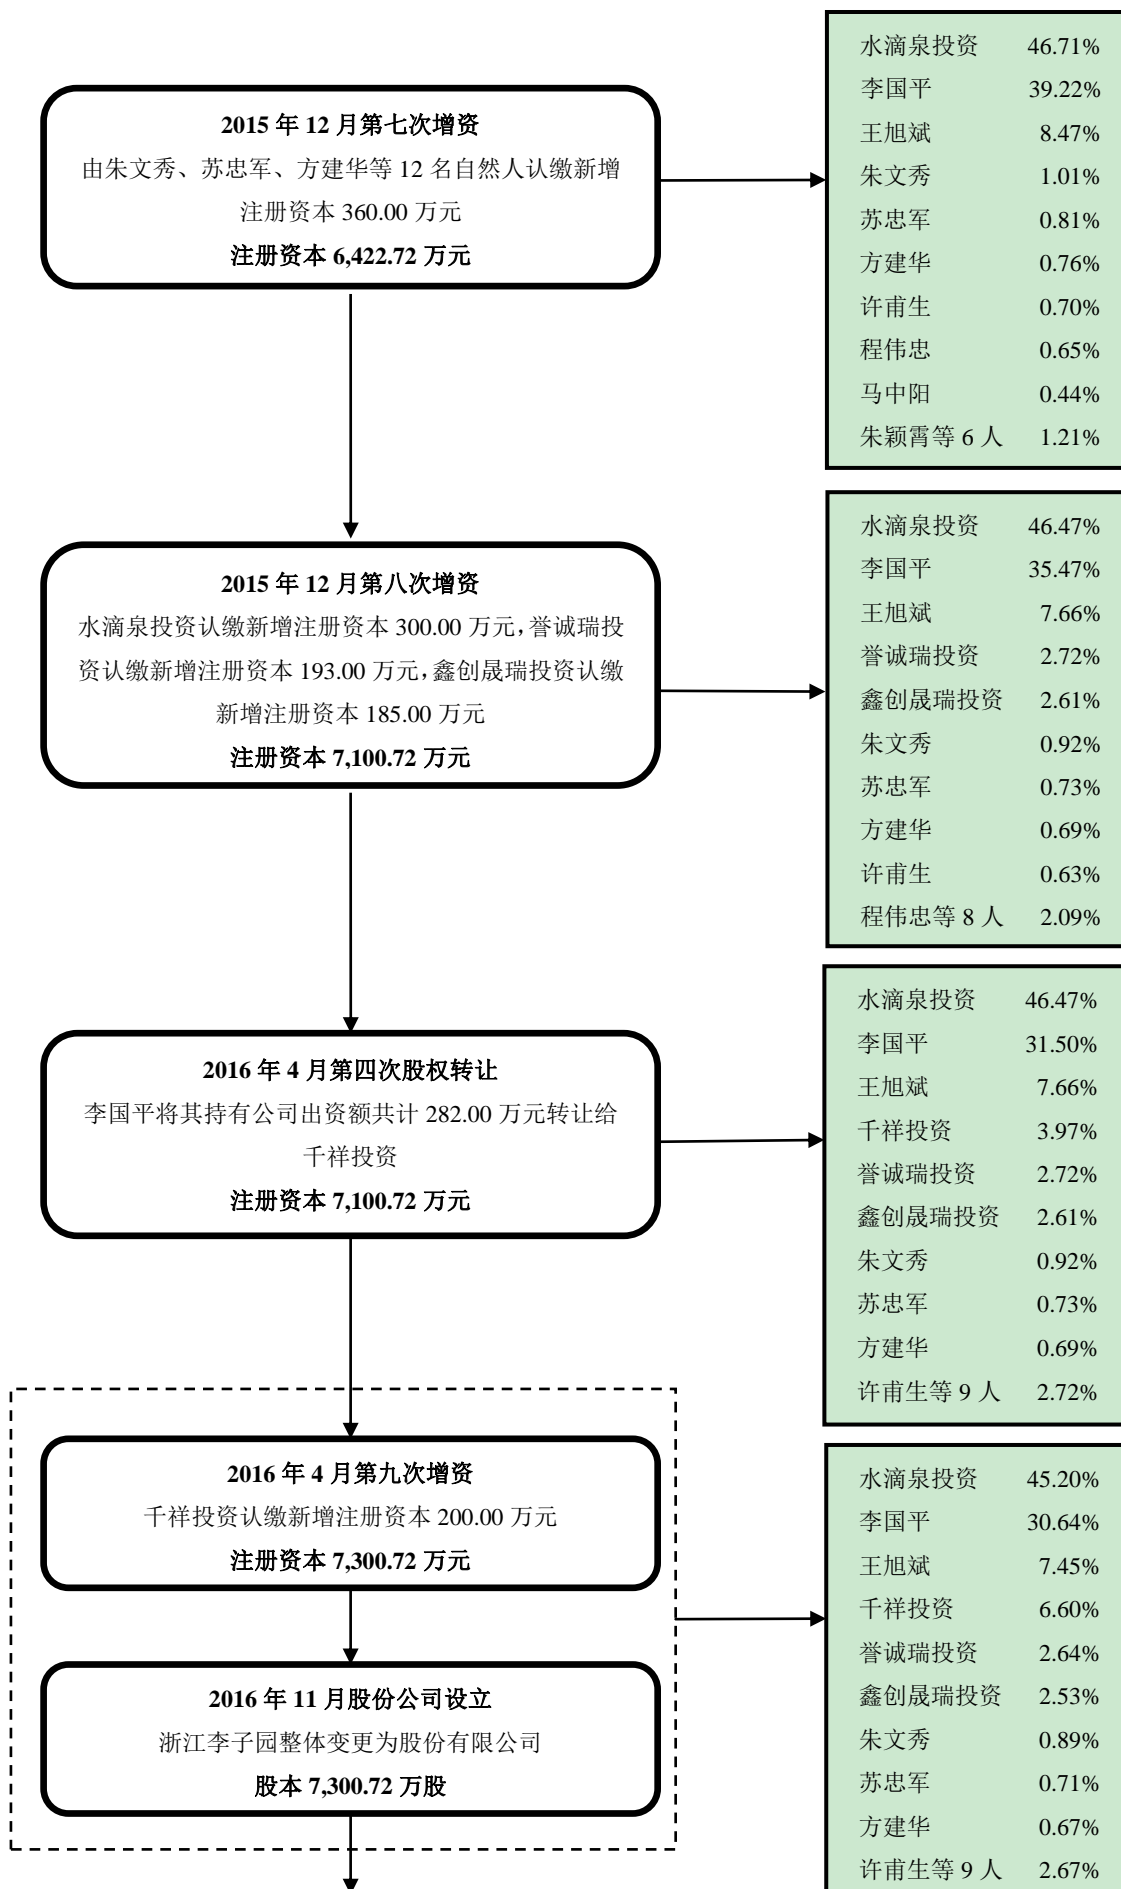 2015 年 12 月第七次增资
由朱文秀、苏忠军、方建华等 12 名自然人认缴新增
注册资本 360.00 万元
注册资本 6,422.72 万元
水滴泉投资 46.71%
李国平 39.22%
王旭斌 8.47%
朱文秀 1.01%
苏忠军 0.81%
方建华 0.76%
许甫生 0.70%
程伟忠 0.65%
马中阳 0.44%
朱颖霄等 6 人 1.21%
2015 年 12 月第八次增资
水滴泉投资认缴新增注册资本 300.00 万元，誉诚瑞投
资认缴新增注册资本 193.00 万元，鑫创晟瑞投资认缴
新增注册资本 185.00 万元
注册资本 7,100.72 万元
水滴泉投资 46.47%
李国平 35.47%
王旭斌 7.66%
誉诚瑞投资 2.72%
鑫创晟瑞投资 2.61%
朱文秀 0.92%
苏忠军 0.73%
方建华 0.69%
许甫生 0.63%
程伟忠等 8 人 2.09%
2016 年 4 月第四次股权转让
李国平将其持有公司出资额共计 282.00 万元转让给
千祥投资
注册资本 7,100.72 万元
水滴泉投资 46.47%
李国平 31.50%
王旭斌 7.66%
千祥投资 3.97%
誉诚瑞投资 2.72%
鑫创晟瑞投资 2.61%
朱文秀 0.92%
苏忠军 0.73%
方建华 0.69%
许甫生等 9 人 2.72%
2016 年 4 月第九次增资
千祥投资认缴新增注册资本 200.00 万元
注册资本 7,300.72 万元
2016 年 11 月股份公司设立
浙江李子园整体变更为股份有限公司
股本 7,300.72 万股
水滴泉投资 45.20%
李国平 30.64%
王旭斌 7.45%
千祥投资 6.60%
誉诚瑞投资 2.64%
鑫创晟瑞投资 2.53%
朱文秀 0.89%
苏忠军 0.71%
方建华 0.67%
许甫生等 9 人 2.67%